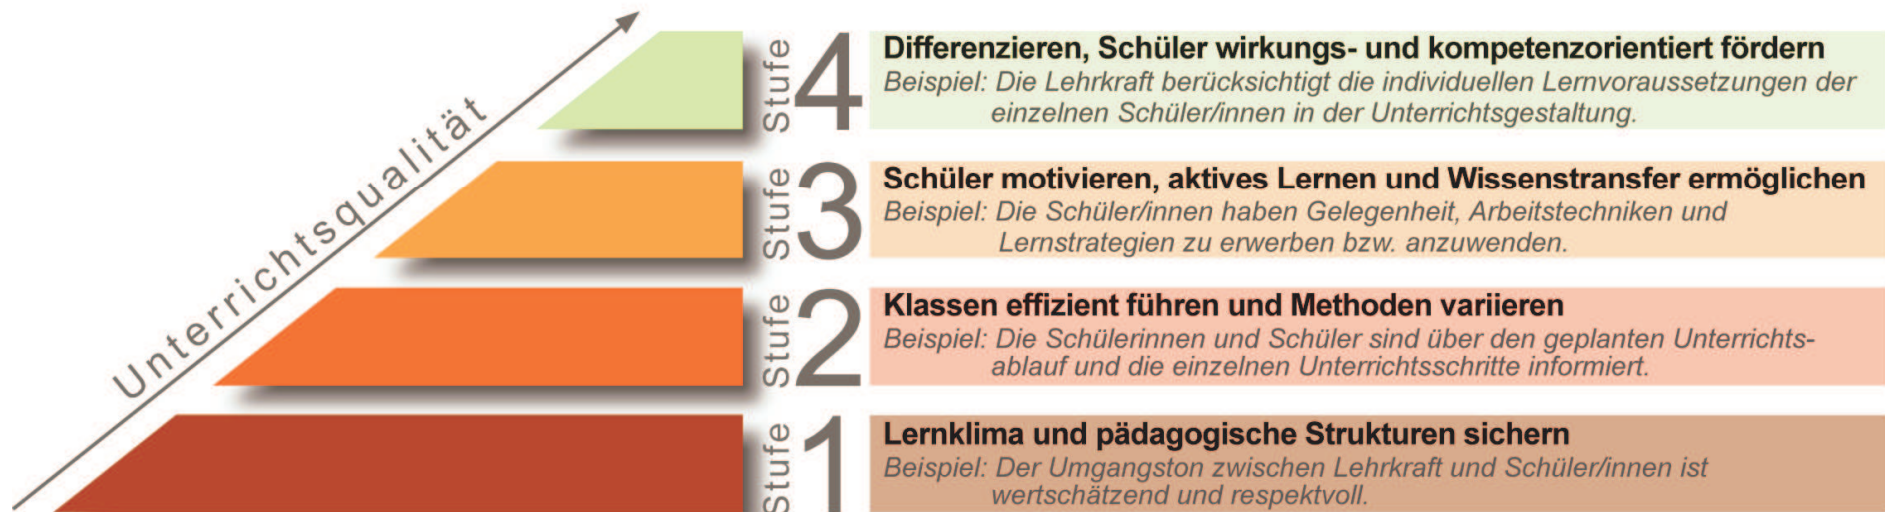 Unterrichtsqualität
Stufe 4
Differenzieren, Schüler wirkungs- und kompetenzorientiert fördern
Beispiel: Die Lehrkraft berücksichtigt die individuellen Lernvoraussetzungen der
einzelnen Schüler/innen in der Unterrichtsgestaltung.
Stufe 3
Schüler motivieren, aktives Lernen und Wissenstransfer ermöglichen
Beispiel: Die Schüler/innen haben Gelegenheit, Arbeitstechniken und
Lernstrategien zu erwerben bzw. anzuwenden.
Stufe 2
Klassen effizient führen und Methoden variieren
Beispiel: Die Schülerinnen und Schüler sind über den geplanten Unterrichts-
ablauf und die einzelnen Unterrichtsschritte informiert.
Stufe 1
Lernklima und pädagogische Strukturen sichern
Beispiel: Der Umgangston zwischen Lehrkraft und Schüler/innen ist
wertschätzend und respektvoll.